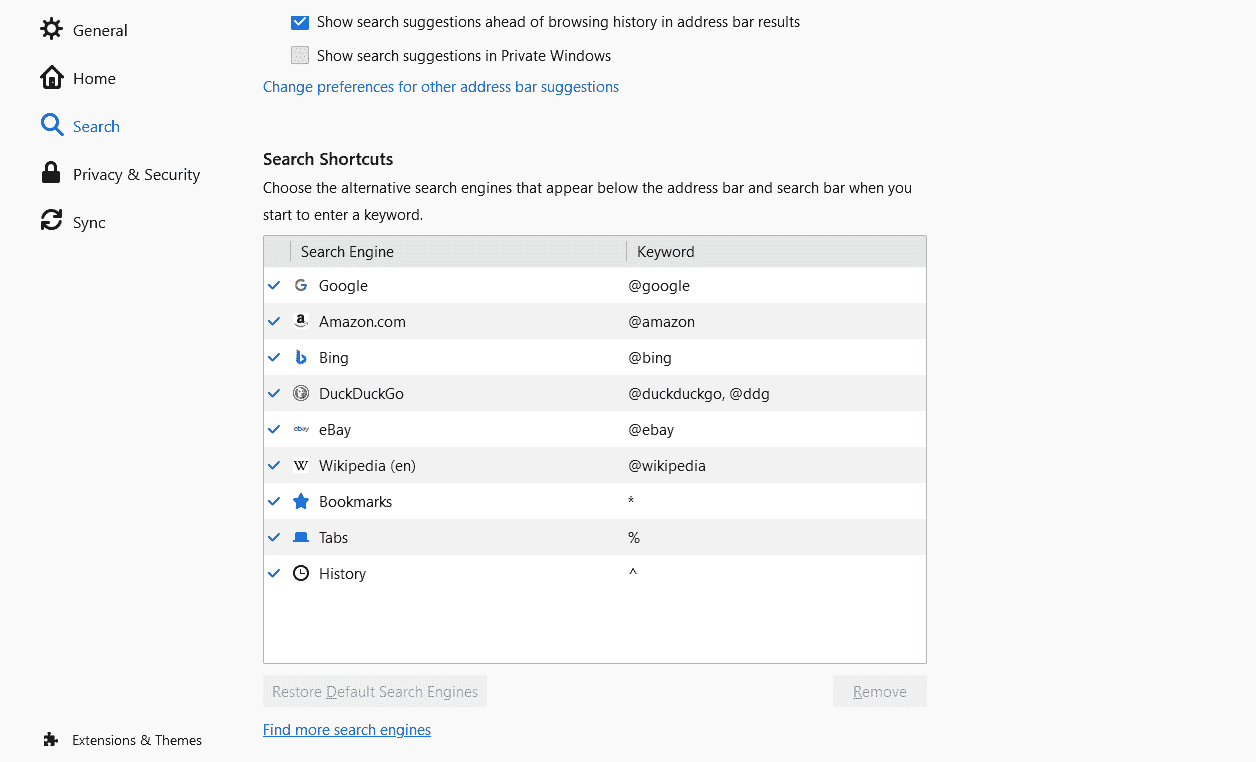 General
Home
Search
Privacy & Security
Sync
Extensions & Themes
Show search suggestions ahead of browsing history in address bar results
Show search suggestions in Private Windows
Change preferences for other address bar suggestions
Search Shortcuts
Choose the alternative search engines that appear below the address bar and search bar when you
start to enter a keyword.
Search Engine Keyword
Google @google
Amazon.com @amazon
Bing @bing
DuckDuckGo @duckduckgo, @ddg
eBay @ebay
Wikipedia (en) @wikipedia
Bookmarks *
Tabs %
History ^
Restore Default Search Engines Remove
Find more search engines